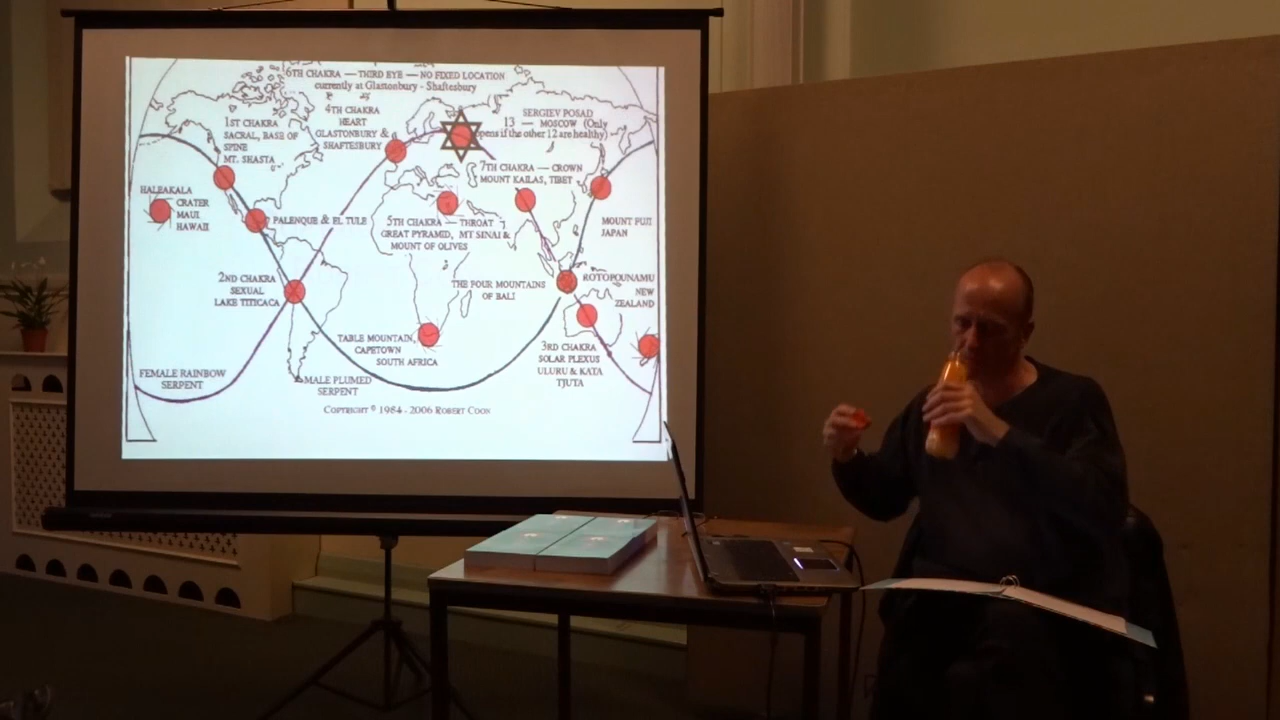 6TH CHAKRA — THIRD EYE — NO FIXED LOCATION
currently at Glastonbury - Shaftesbury
1ST CHAKRA
SACRAL, BASE OF
SPINE
MT. SHASTA
4TH CHAKRA
HEART
GLASTONBURY &
SHAFTESBURY
SERGIEV POSAD
13 — MOSCOW (Only
opens if the other 12 are healthy)
7TH CHAKRA — CROWN
MOUNT KAILAS, TIBET
HALEAKALA
CRATER
MAUI
HAWAII
PALENQUE & EL TULE
5TH CHAKRA — THROAT
GREAT PYRAMID, MT SINAI &
MOUNT OF OLIVES
MOUNT FUJI
JAPAN
2ND CHAKRA
SEXUAL
LAKE TITICACA
THE FOUR MOUNTAINS
OF BALI
ROTOPOUNAMU
NEW
ZEALAND
TABLE MOUNTAIN,
CAPETOWN
SOUTH AFRICA
3RD CHAKRA
SOLAR PLEXUS
ULURU & KATA
TJUTA
FEMALE RAINBOW
SERPENT
MALE PLUMED
SERPENT
COPYRIGHT © 1984 - 2006 ROBERT COON